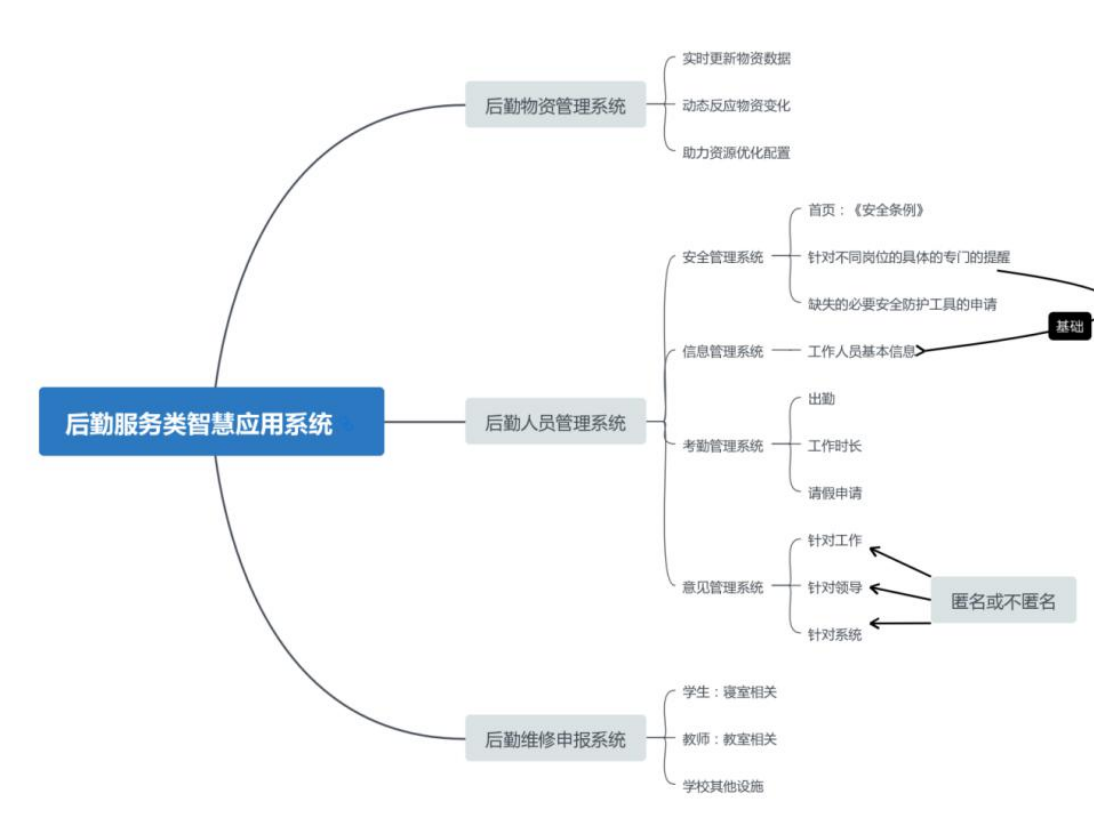 后勤服务类智慧应用系统
后勤物资管理系统
实时更新物资数据
动态反应物资变化
助力资源优化配置
后勤人员管理系统
安全管理系统
首页：《安全条例》
针对不同岗位的具体的专门的提醒
缺失的必要安全防护工具的申请
基础
信息管理系统
工作人员基本信息
考勤管理系统
出勤
工作时长
请假申请
意见管理系统
针对工作
针对领导
针对系统
匿名或不匿名
后勤维修申报系统
学生：寝室相关
教师：教室相关
学校其他设施